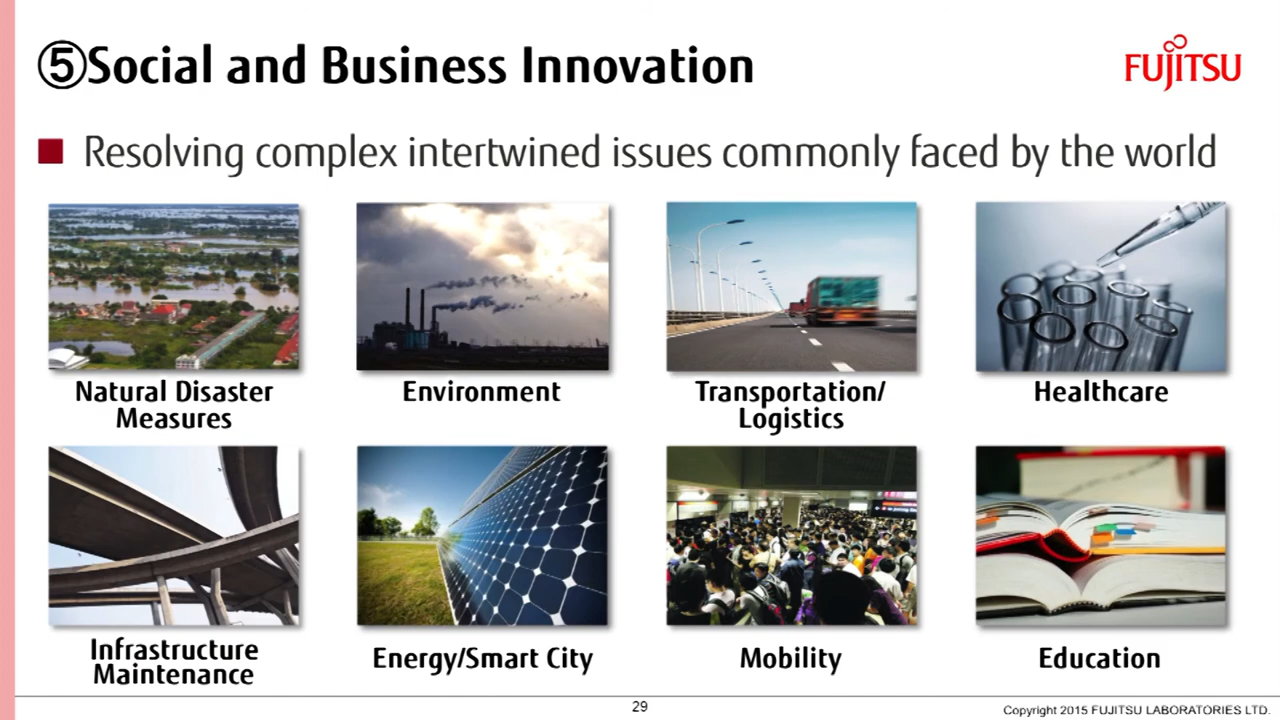 ⑤Social and Business Innovation
FUJITSU
Resolving complex intertwined issues commonly faced by the world
Natural Disaster
Measures
Environment
Transportation/
Logistics
Healthcare
Infrastructure
Maintenance
Energy/Smart City
Mobility
Education
29
Copyright 2015 FUJITSU LABORATORIES LTD.